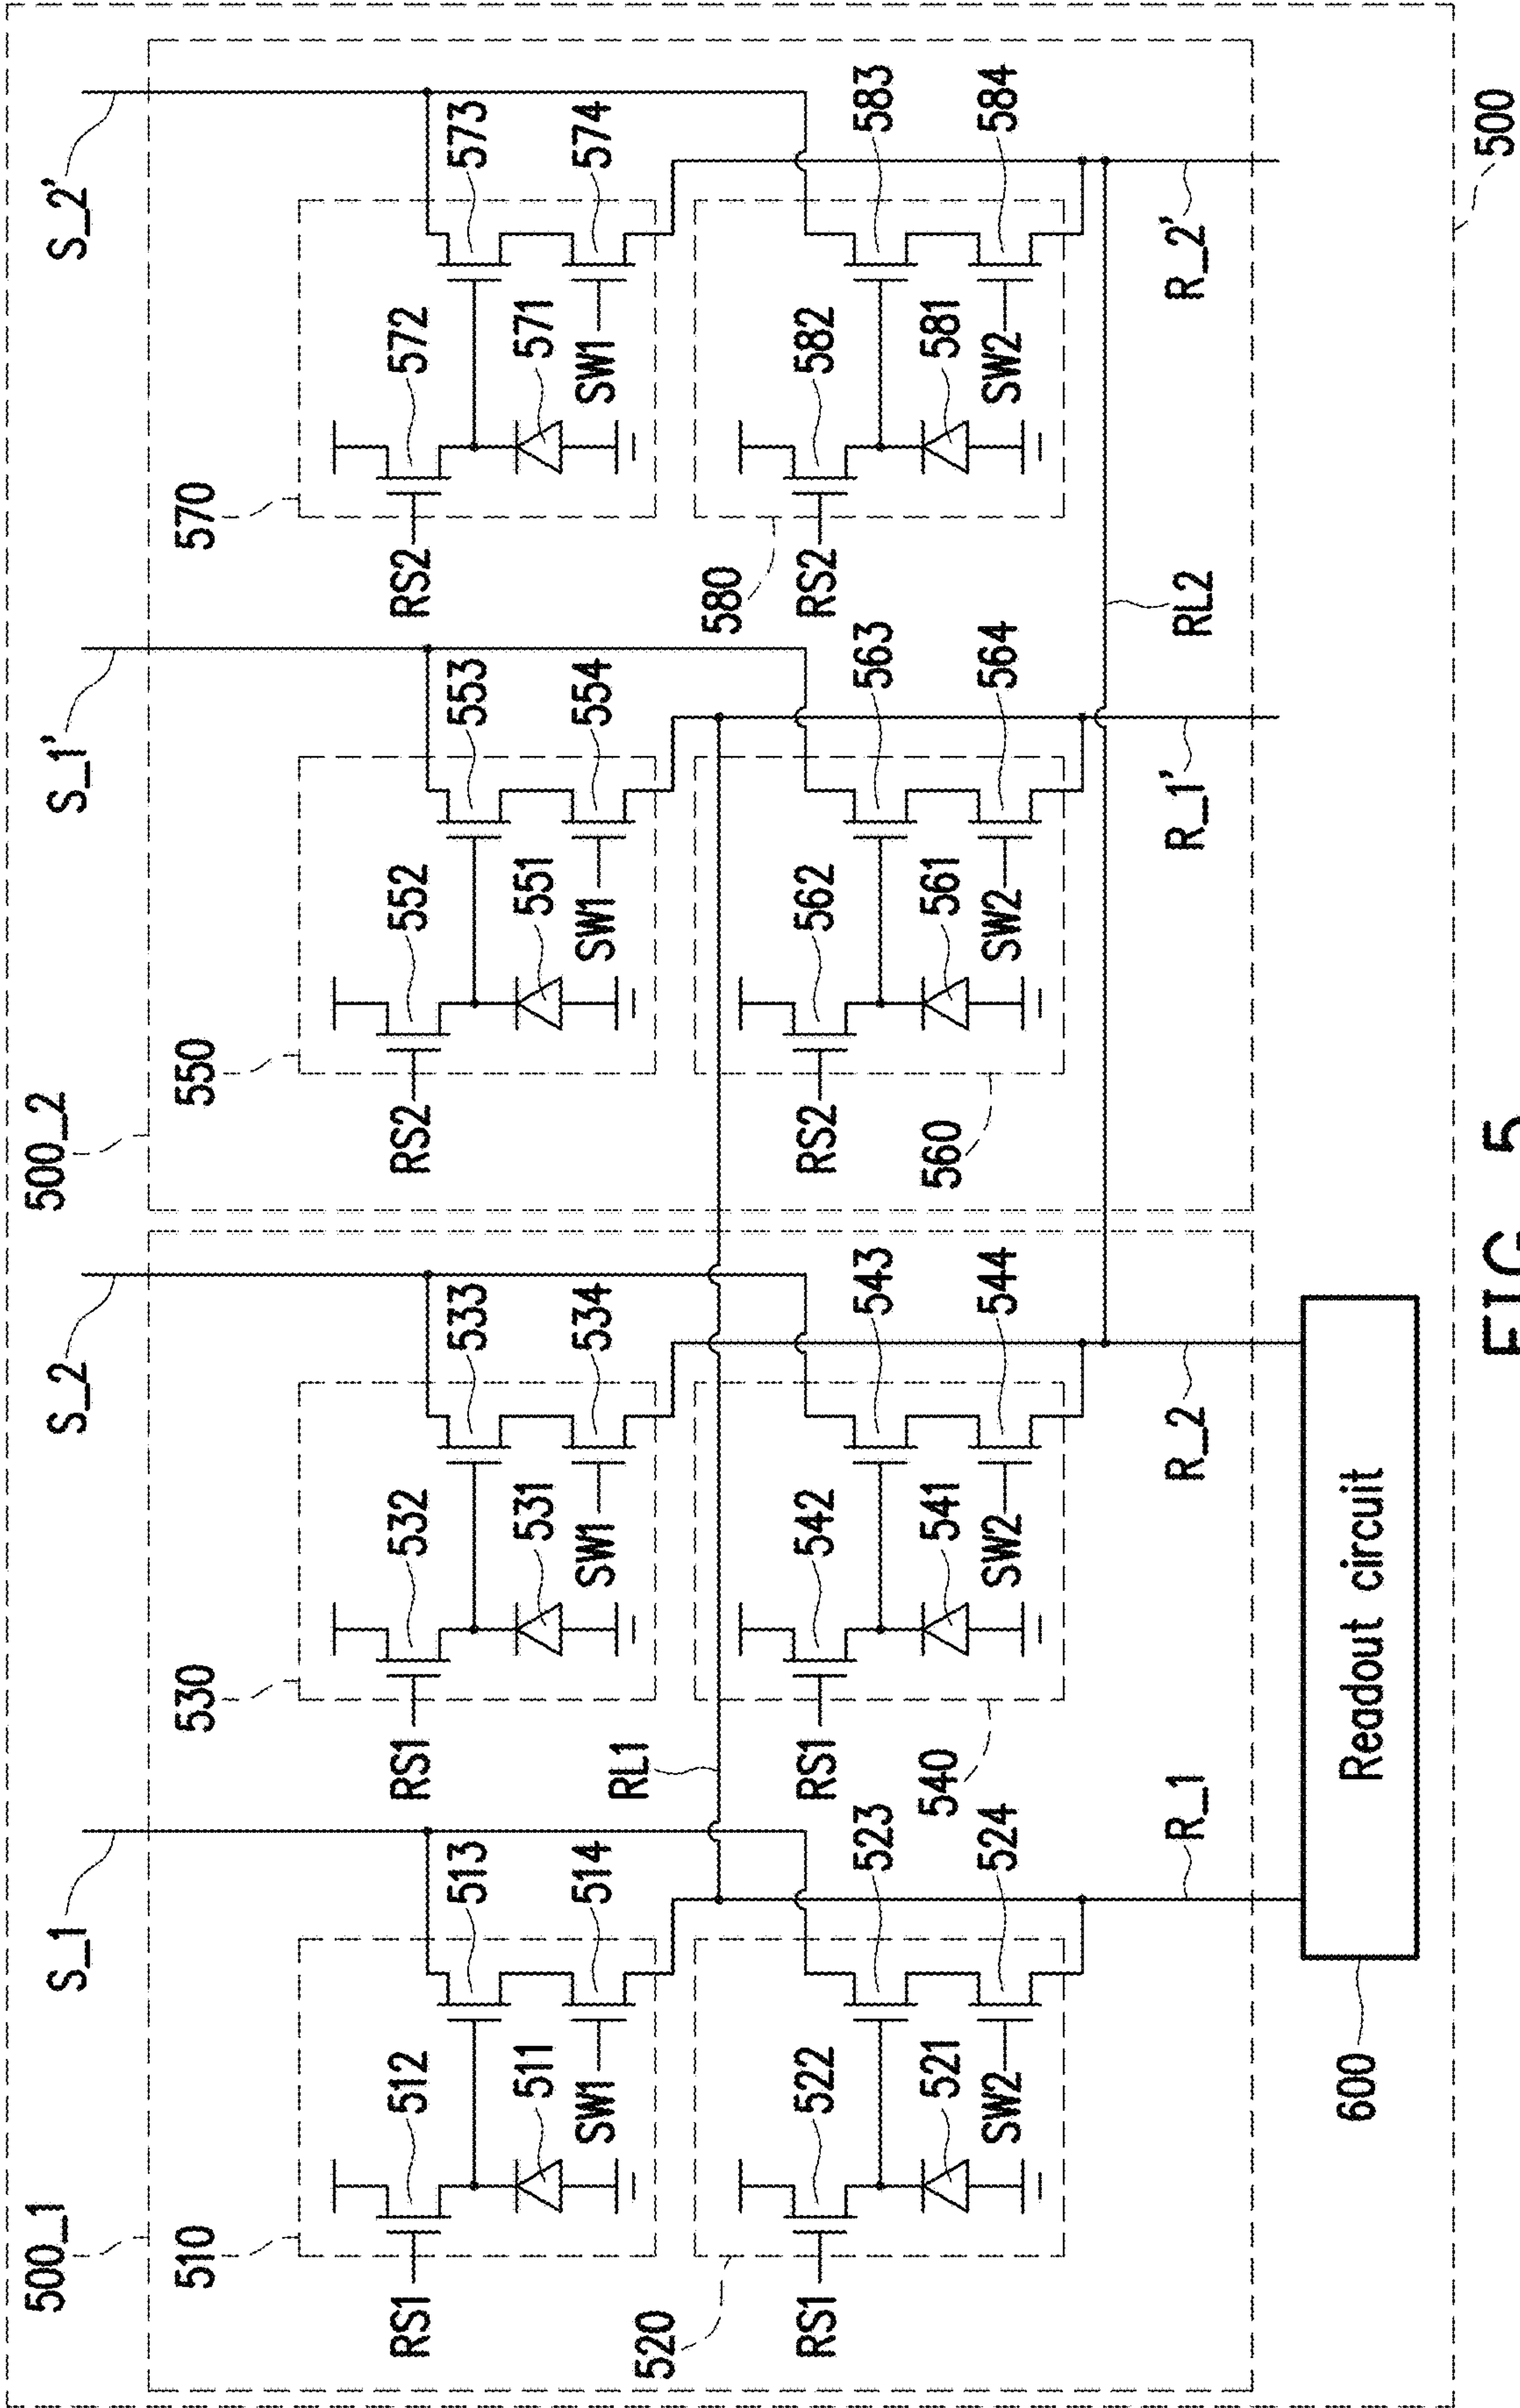 500_1
500_2
S_1
S_2
S_1'
S_2'
510
530
550
570
512
513
532
533
552
553
572
573
RS1
RS1
RS2
RS2
511
514
531
534
551
554
571
574
SW1
SW1
SW1
SW1
RL1
520
580
522
523
542
543
562
563
582
583
RS1
RS1
RS2
RS2
521
524
540
541
544
560
561
564
581
584
SW2
SW2
SW2
SW2
R_1
R_2
R_1'
RL2
R_2'
600
Readout circuit
500
FIG. 5